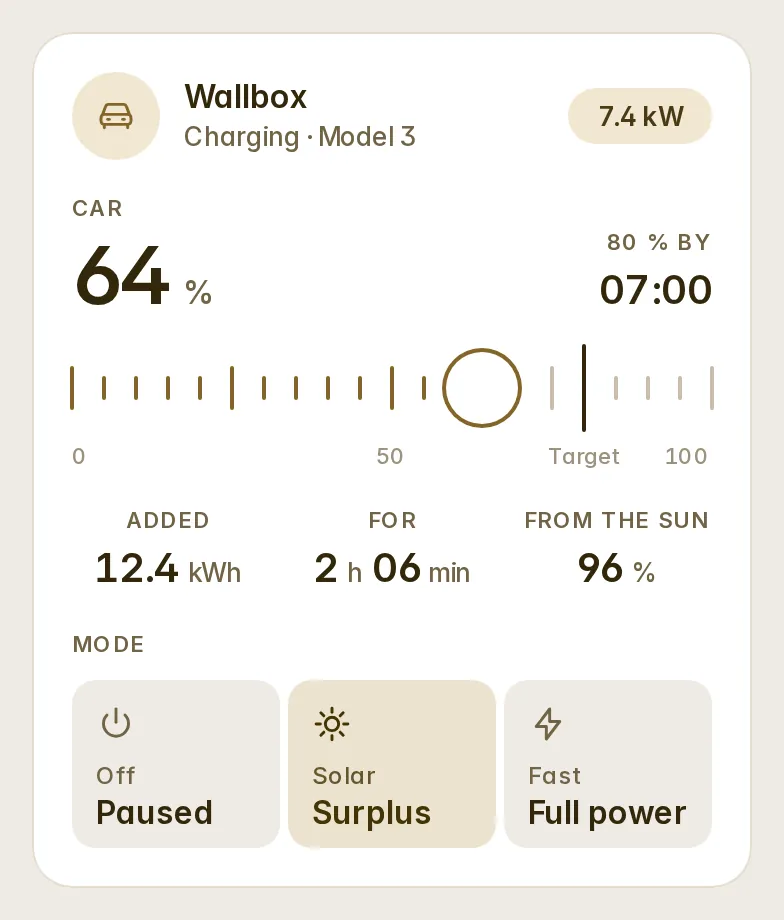 Wallbox
Charging · Model 3
7.4 kW
CAR
64 %
80 % BY
07:00
0 50 Target 100
ADDED FOR FROM THE SUN
12.4 kWh 2 h 06 min 96 %
MODE
Off Solar Fast
Paused Surplus Full power